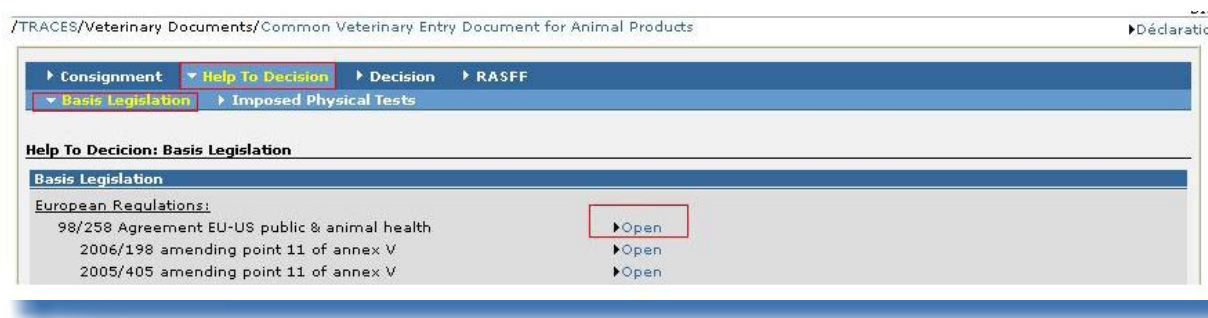 /TRACES/Veterinary Documents/Common Veterinary Entry Document for Animal Products
Déclaratio
Consignment Help To Decision Decision RASFF
Basis Legislation Imposed Physical Tests
Help To Decicion: Basis Legislation
Basis Legislation
European Regulations:
98/258 Agreement EU-US public & animal health Open
2006/198 amending point 11 of annex V Open
2005/405 amending point 11 of annex V Open